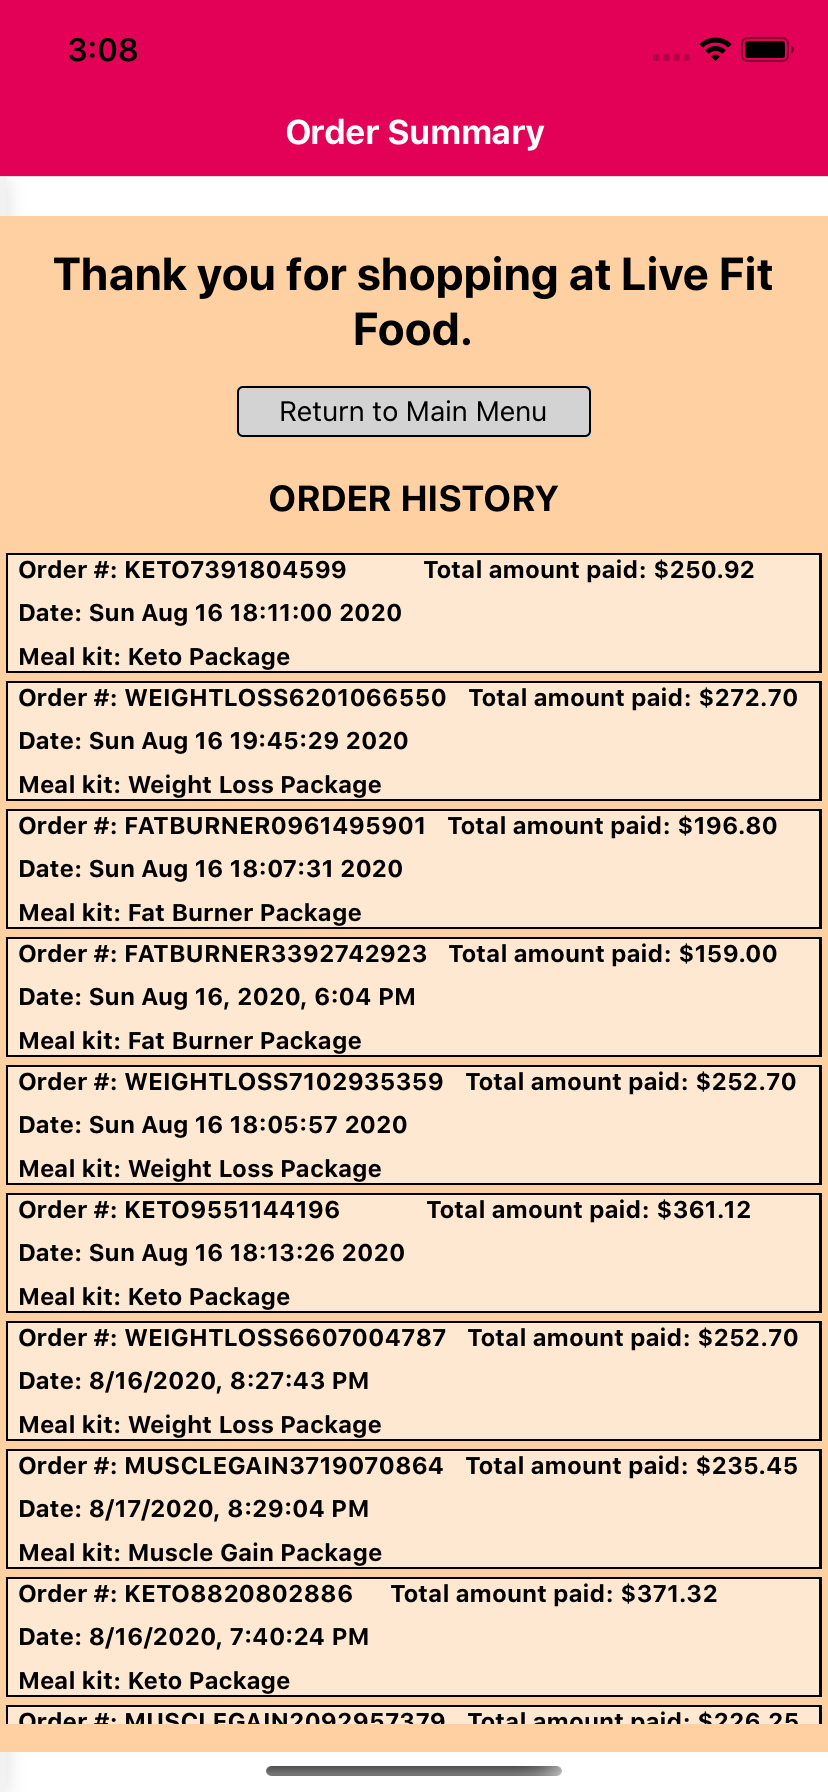 3:08
Order Summary
Thank you for shopping at Live Fit
Food.
Return to Main Menu
ORDER HISTORY
Order #: KETO7391804599 Total amount paid: $250.92
Date: Sun Aug 16 18:11:00 2020
Meal kit: Keto Package
Order #: WEIGHTLOSS6201066550 Total amount paid: $272.70
Date: Sun Aug 16 19:45:29 2020
Meal kit: Weight Loss Package
Order #: FATBURNER0961495901 Total amount paid: $196.80
Date: Sun Aug 16 18:07:31 2020
Meal kit: Fat Burner Package
Order #: FATBURNER3392742923 Total amount paid: $159.00
Date: Sun Aug 16, 2020, 6:04 PM
Meal kit: Fat Burner Package
Order #: WEIGHTLOSS7102935359 Total amount paid: $252.70
Date: Sun Aug 16 18:05:57 2020
Meal kit: Weight Loss Package
Order #: KETO9551144196 Total amount paid: $361.12
Date: Sun Aug 16 18:13:26 2020
Meal kit: Keto Package
Order #: WEIGHTLOSS6607004787 Total amount paid: $252.70
Date: 8/16/2020, 8:27:43 PM
Meal kit: Weight Loss Package
Order #: MUSCLEGAIN3719070864 Total amount paid: $235.45
Date: 8/17/2020, 8:29:04 PM
Meal kit: Muscle Gain Package
Order #: KETO8820802886 Total amount paid: $371.32
Date: 8/16/2020, 7:40:24 PM
Meal kit: Keto Package
Order #: MUSCLEGAIN2092957379 Total amount paid: $226.25